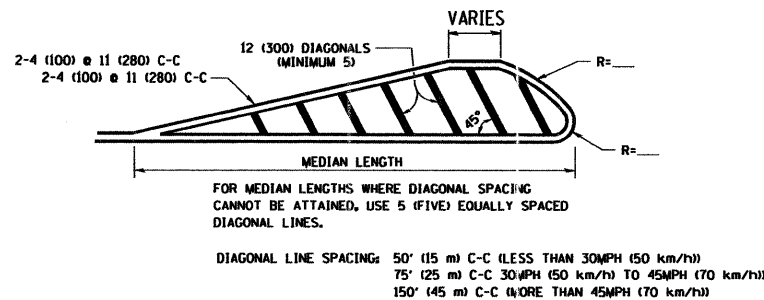 VARIES
2-4 (100) @ 11 (280) C-C
2-4 (100) @ 11 (280) C-C
12 (300) DIAGONALS
(MINIMUM 5)
R=___
45°
R=___
MEDIAN LENGTH
FOR MEDIAN LENGTHS WHERE DIAGONAL SPACING
CANNOT BE ATTAINED, USE 5 (FIVE) EQUALLY SPACED
DIAGONAL LINES.
DIAGONAL LINE SPACING: 50' (15 m) C-C (LESS THAN 30MPH (50 km/h))
75' (25 m) C-C 30MPH (50 km/h) TO 45MPH (70 km/h))
150' (45 m) C-C (MORE THAN 45MPH (70 km/h))